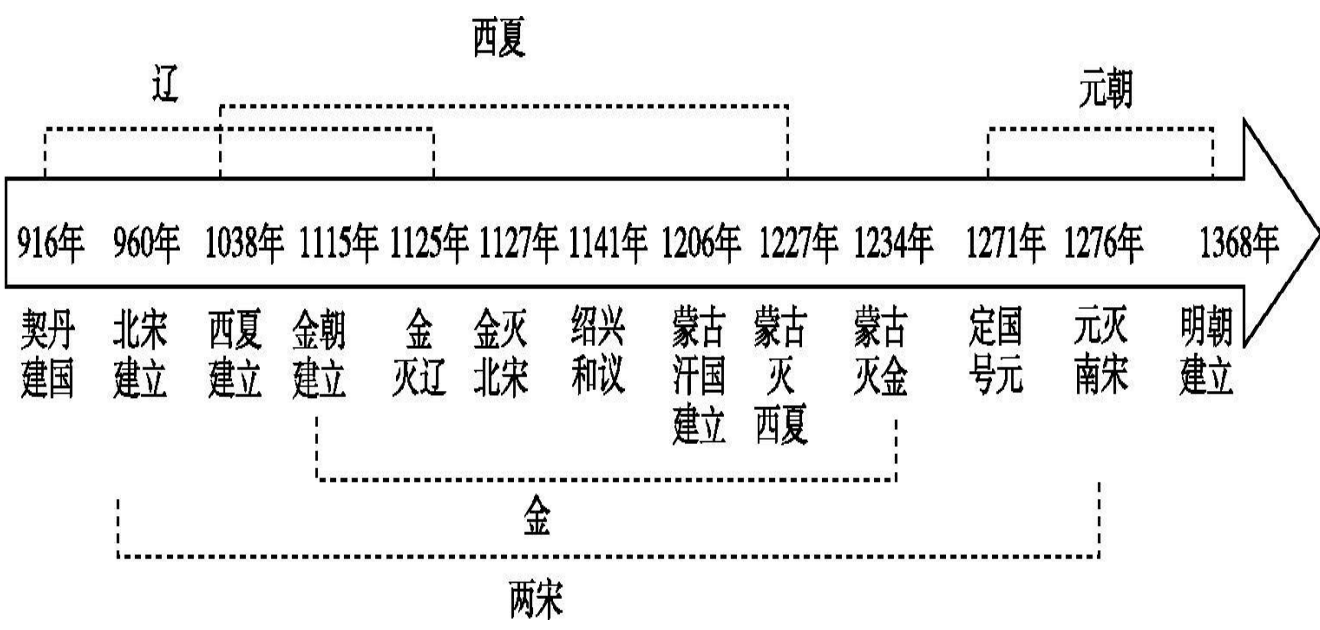 西夏
辽
元朝
916年 960年 1038年 1115年 1125年 1127年 1141年 1206年 1227年 1234年 1271年 1276年 1368年
契丹
建国
北宋
建立
西夏
建立
金朝
建立
金
灭辽
金灭
北宋
绍兴
和议
蒙古
汗国
建立
蒙古
灭
西夏
蒙古
灭金
定国
号元
元灭
南宋
明朝
建立
金
两宋